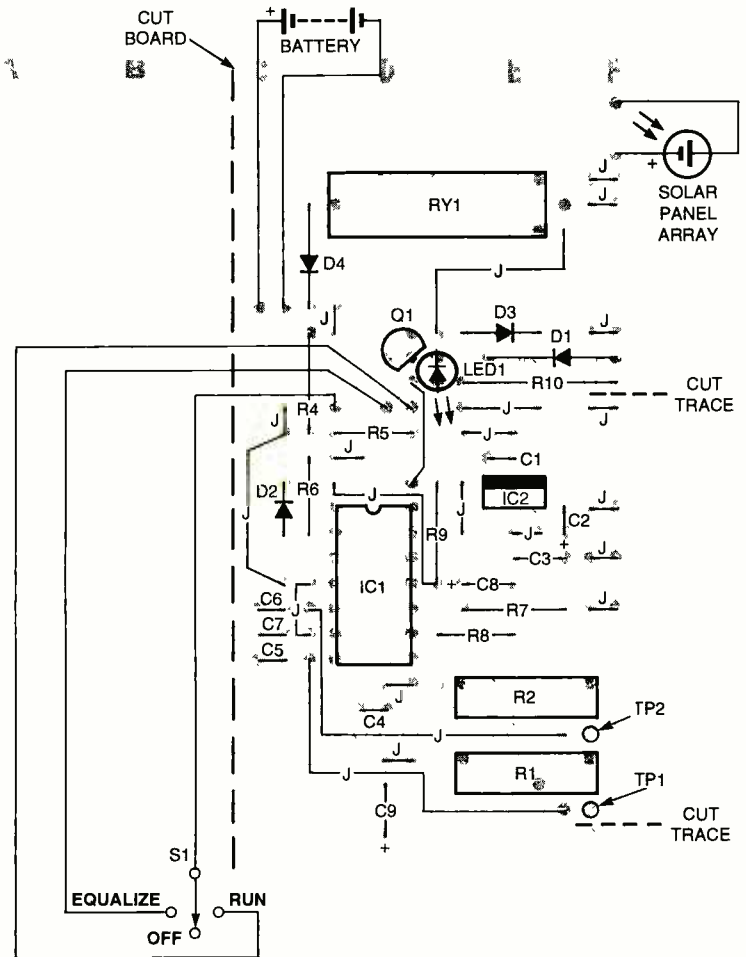 CUT
BOARD
+
BATTERY
B
+
SOLAR
PANEL
ARRAY
J
J
RY1
D4
J
J
Q1
D3
J
D1
LED1
R10
CUT
TRACE
R4
J
J
J
R5
J
J
C1
D2
R6
J
IC2
J
R9
J
C2
J
J
+
C3
J
IC1
+ C8
C6
J
R7
J
C7
R8
C5
R2
J
TP2
C4
J
J
R1
J
TP1
C9
CUT
TRACE
+
S1
EQUALIZE
RUN
OFF